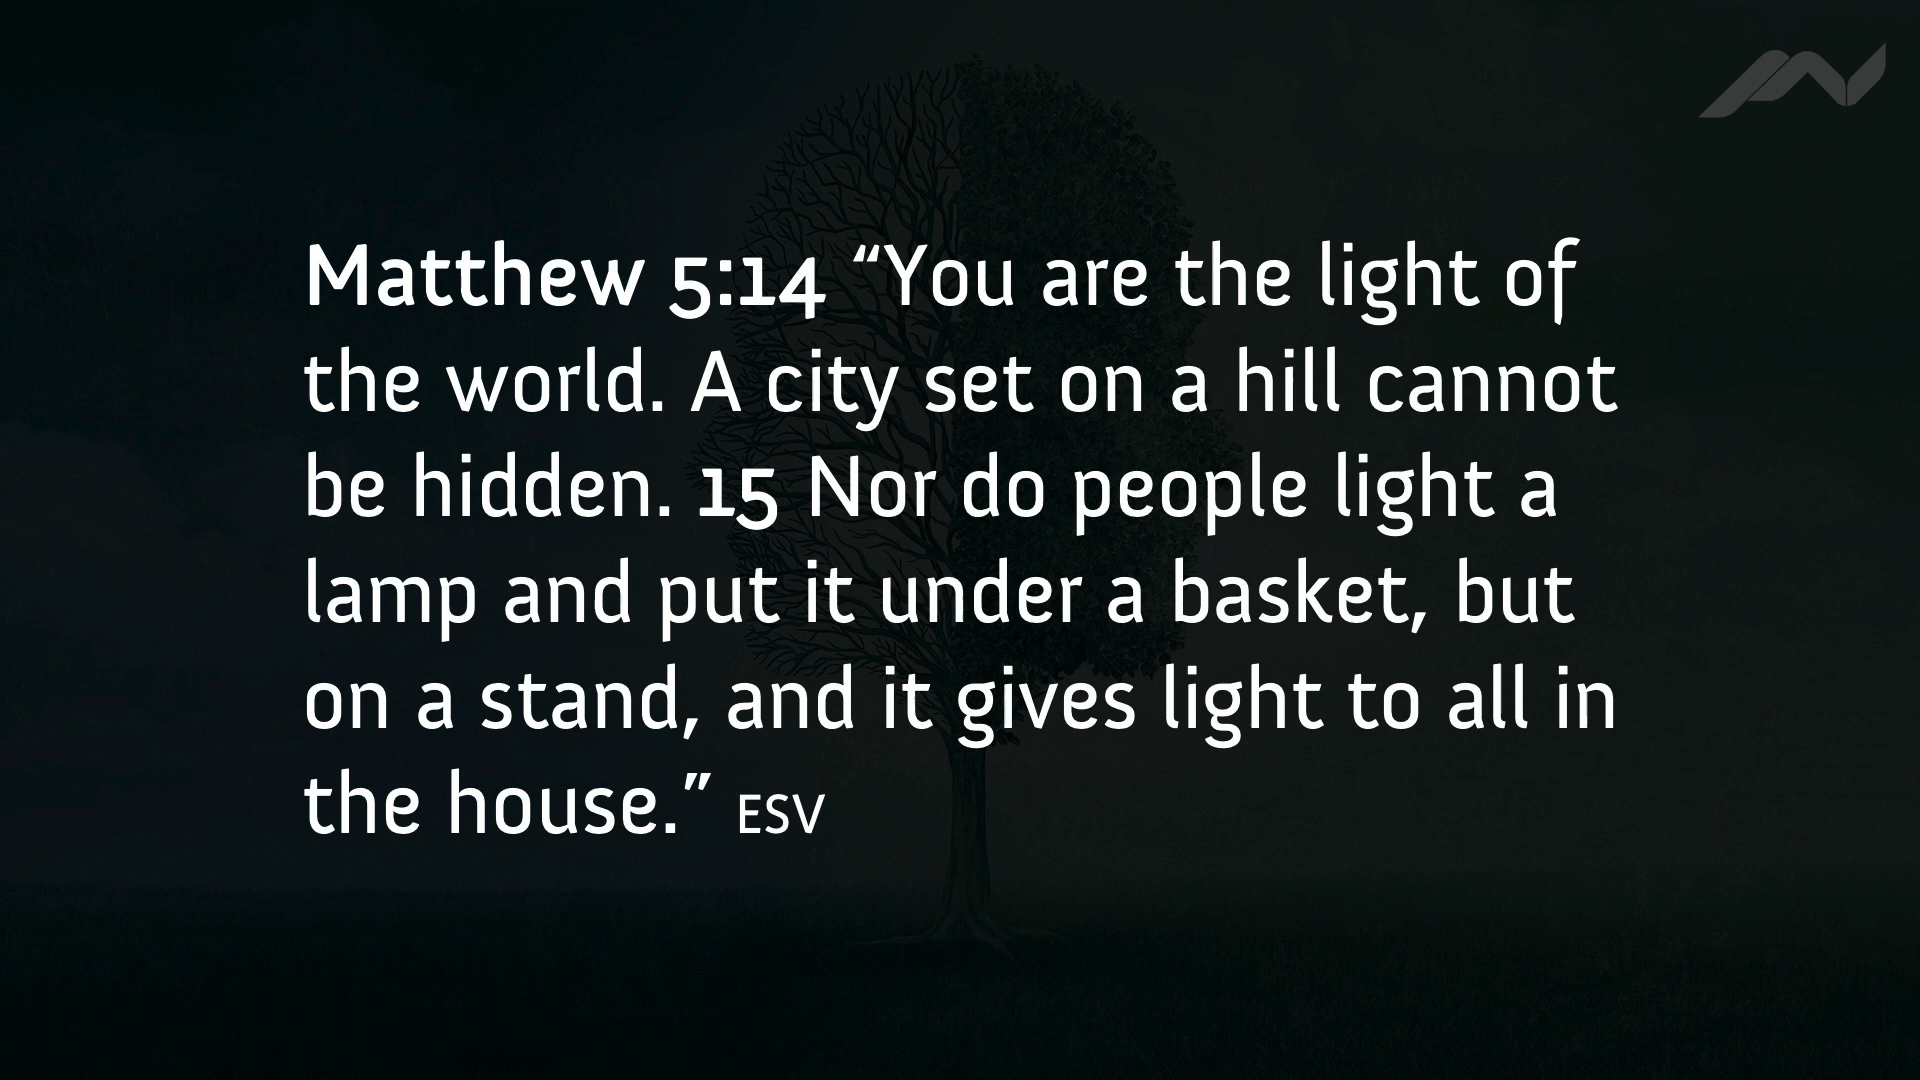 Matthew 5:14 “You are the light of
the world. A city set on a hill cannot
be hidden. 15 Nor do people light a
lamp and put it under a basket, but
on a stand, and it gives light to all in
the house.” ESV